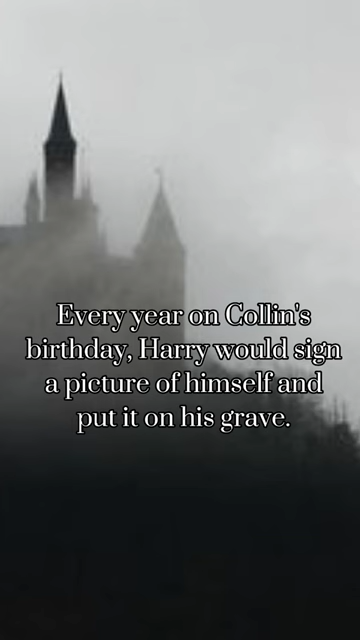 Every year on Collin's
birthday, Harry would sign
a picture of himself and
put it on his grave.